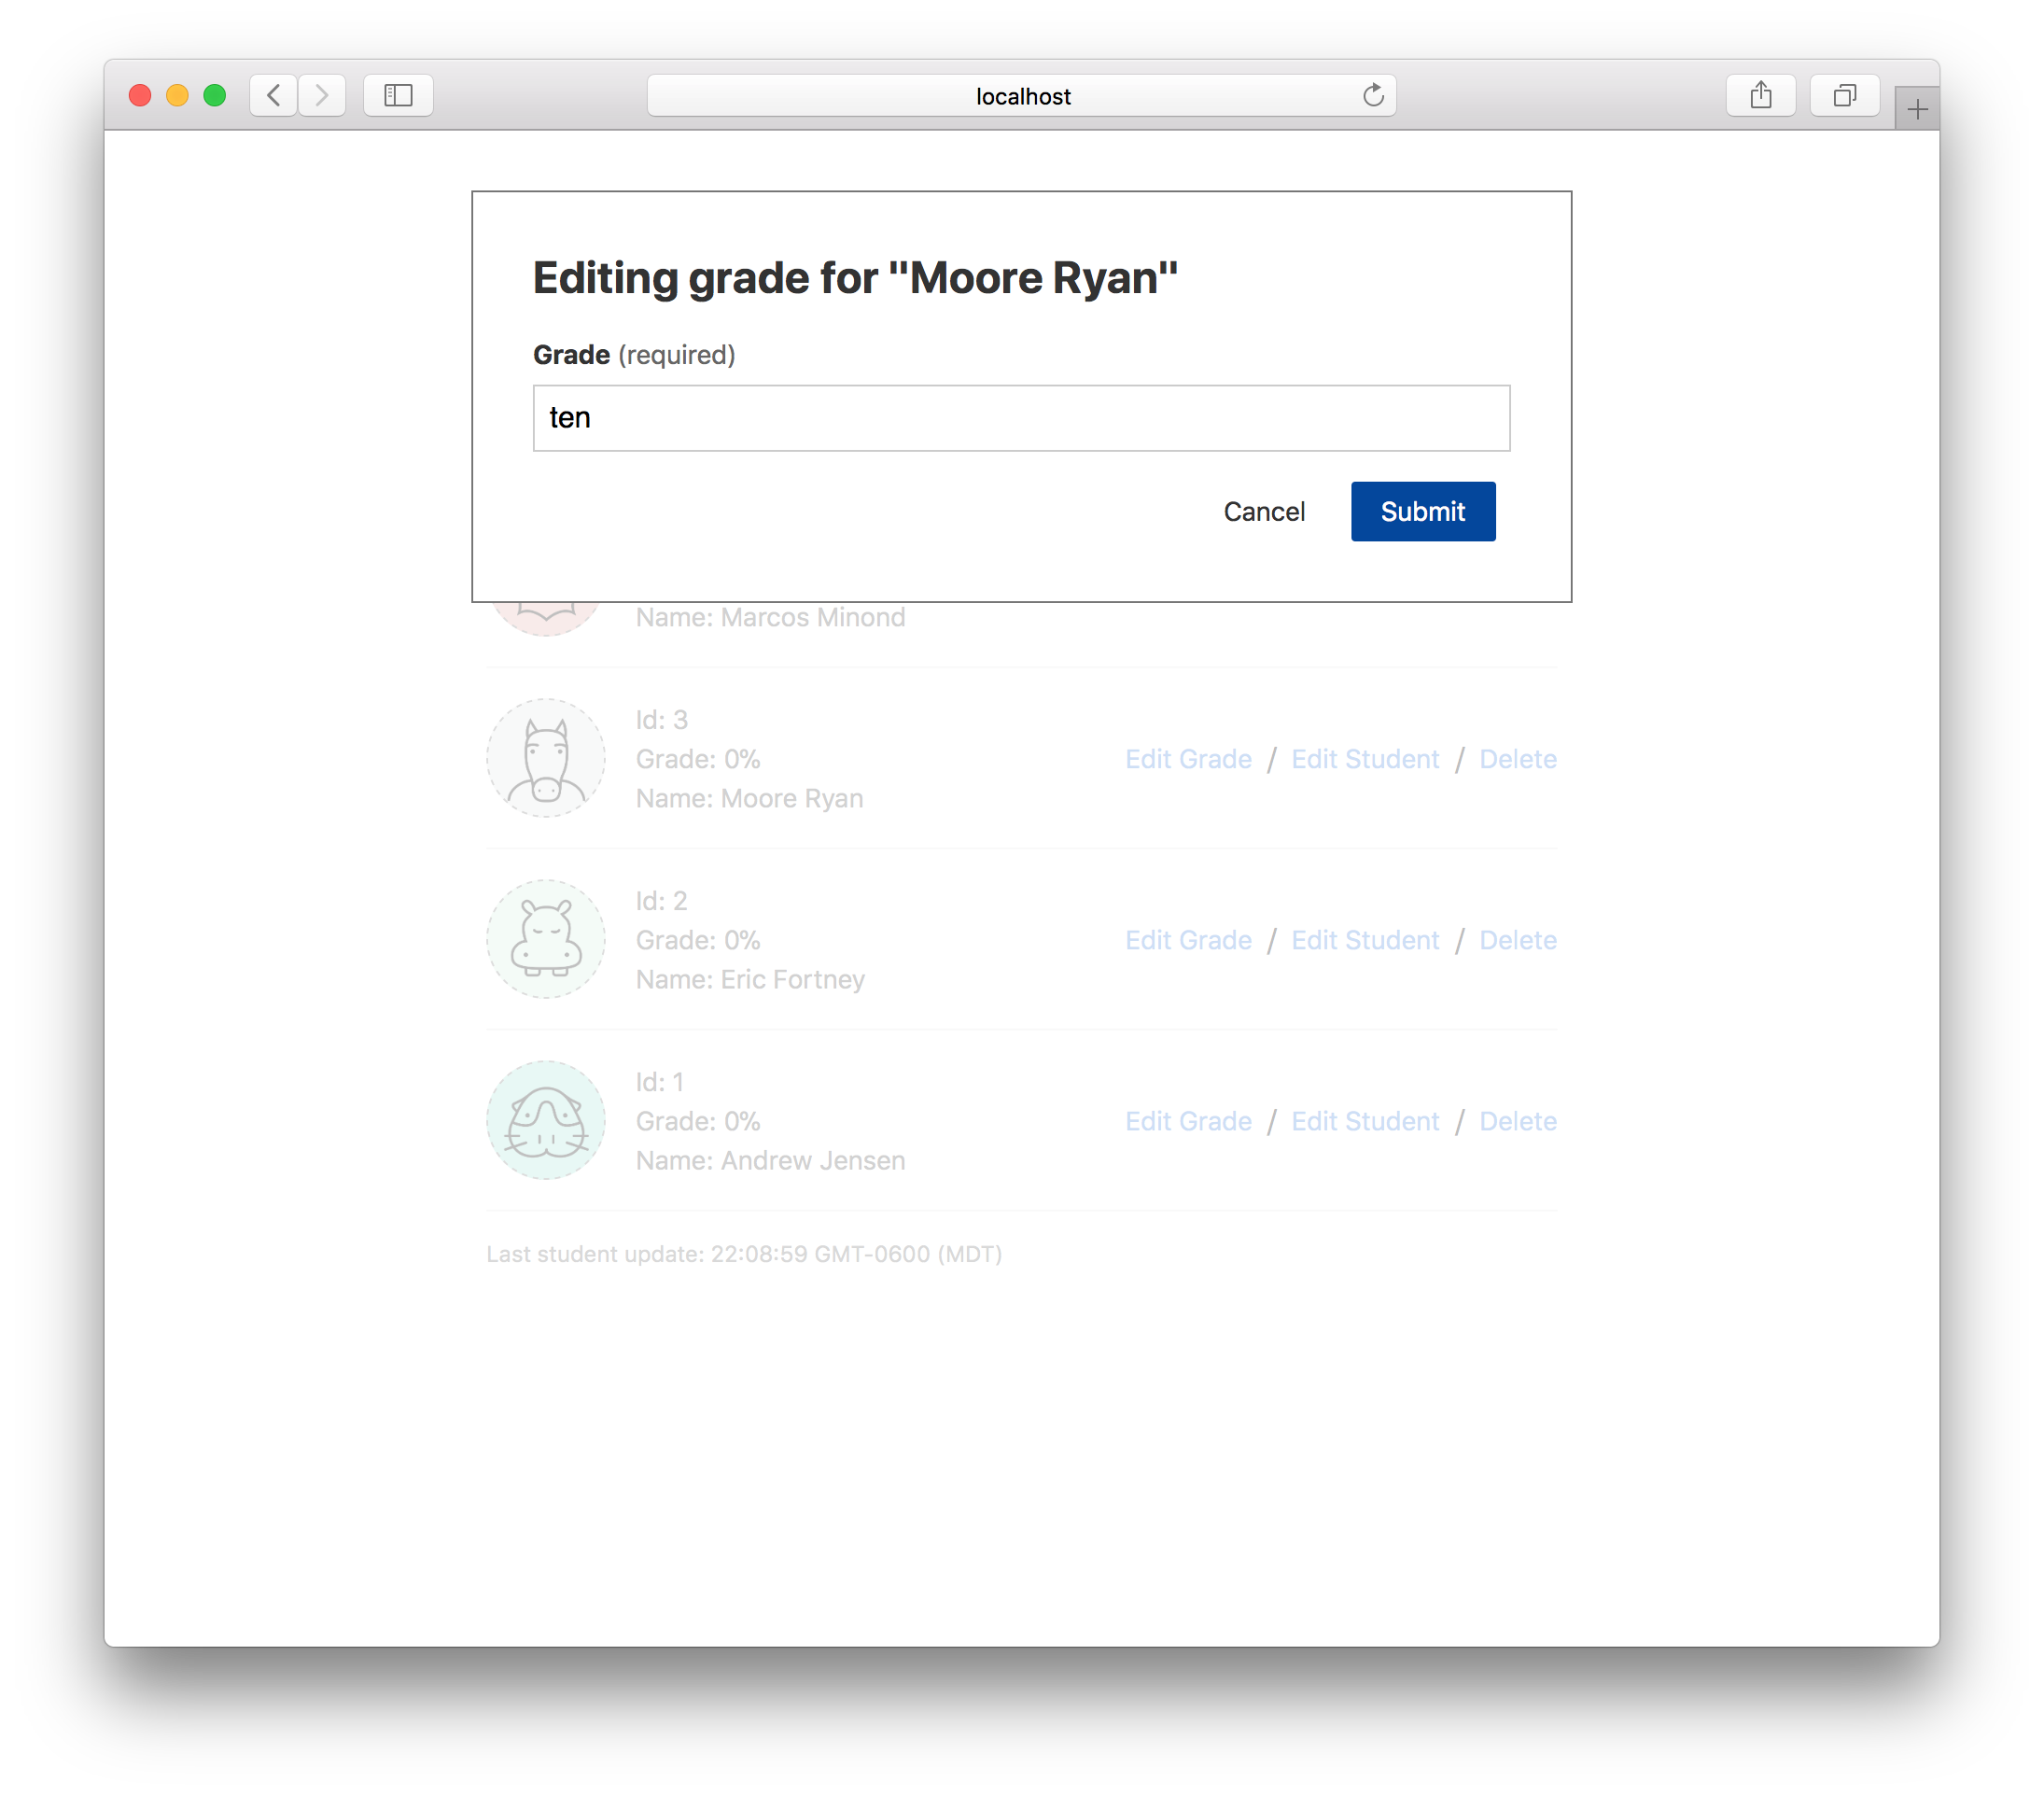 localhost
Editing grade for "Moore Ryan"
Grade (required)
ten
Cancel Submit
Name: Marcos Minond
Id: 3
Grade: 0%
Name: Moore Ryan
Edit Grade / Edit Student / Delete
Id: 2
Grade: 0%
Name: Eric Fortney
Edit Grade / Edit Student / Delete
Id: 1
Grade: 0%
Name: Andrew Jensen
Edit Grade / Edit Student / Delete
Last student update: 22:08:59 GMT-0600 (MDT)